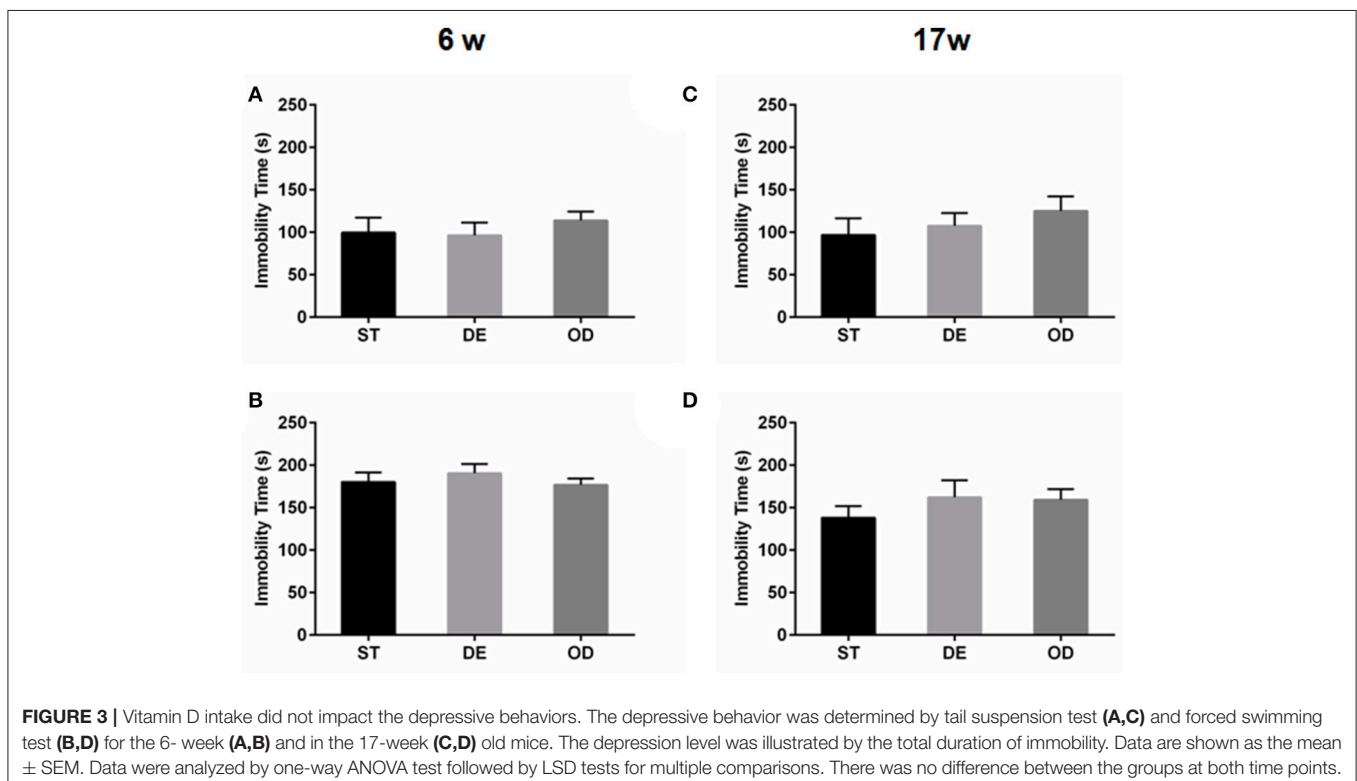 6 w
17w
A
250
200
150
100
50
0
Immobility Time (s)
ST DE OD
C
250
200
150
100
50
0
Immobility Time (s)
ST DE OD
B
250
200
150
100
50
0
Immobility Time (s)
ST DE OD
D
250
200
150
100
50
0
Immobility Time (s)
ST DE OD
FIGURE 3 | Vitamin D intake did not impact the depressive behaviors. The depressive behavior was determined by tail suspension test (A,C) and forced swimming
test (B,D) for the 6- week (A,B) and in the 17-week (C,D) old mice. The depression level was illustrated by the total duration of immobility. Data are shown as the mean
± SEM. Data were analyzed by one-way ANOVA test followed by LSD tests for multiple comparisons. There was no difference between the groups at both time points.